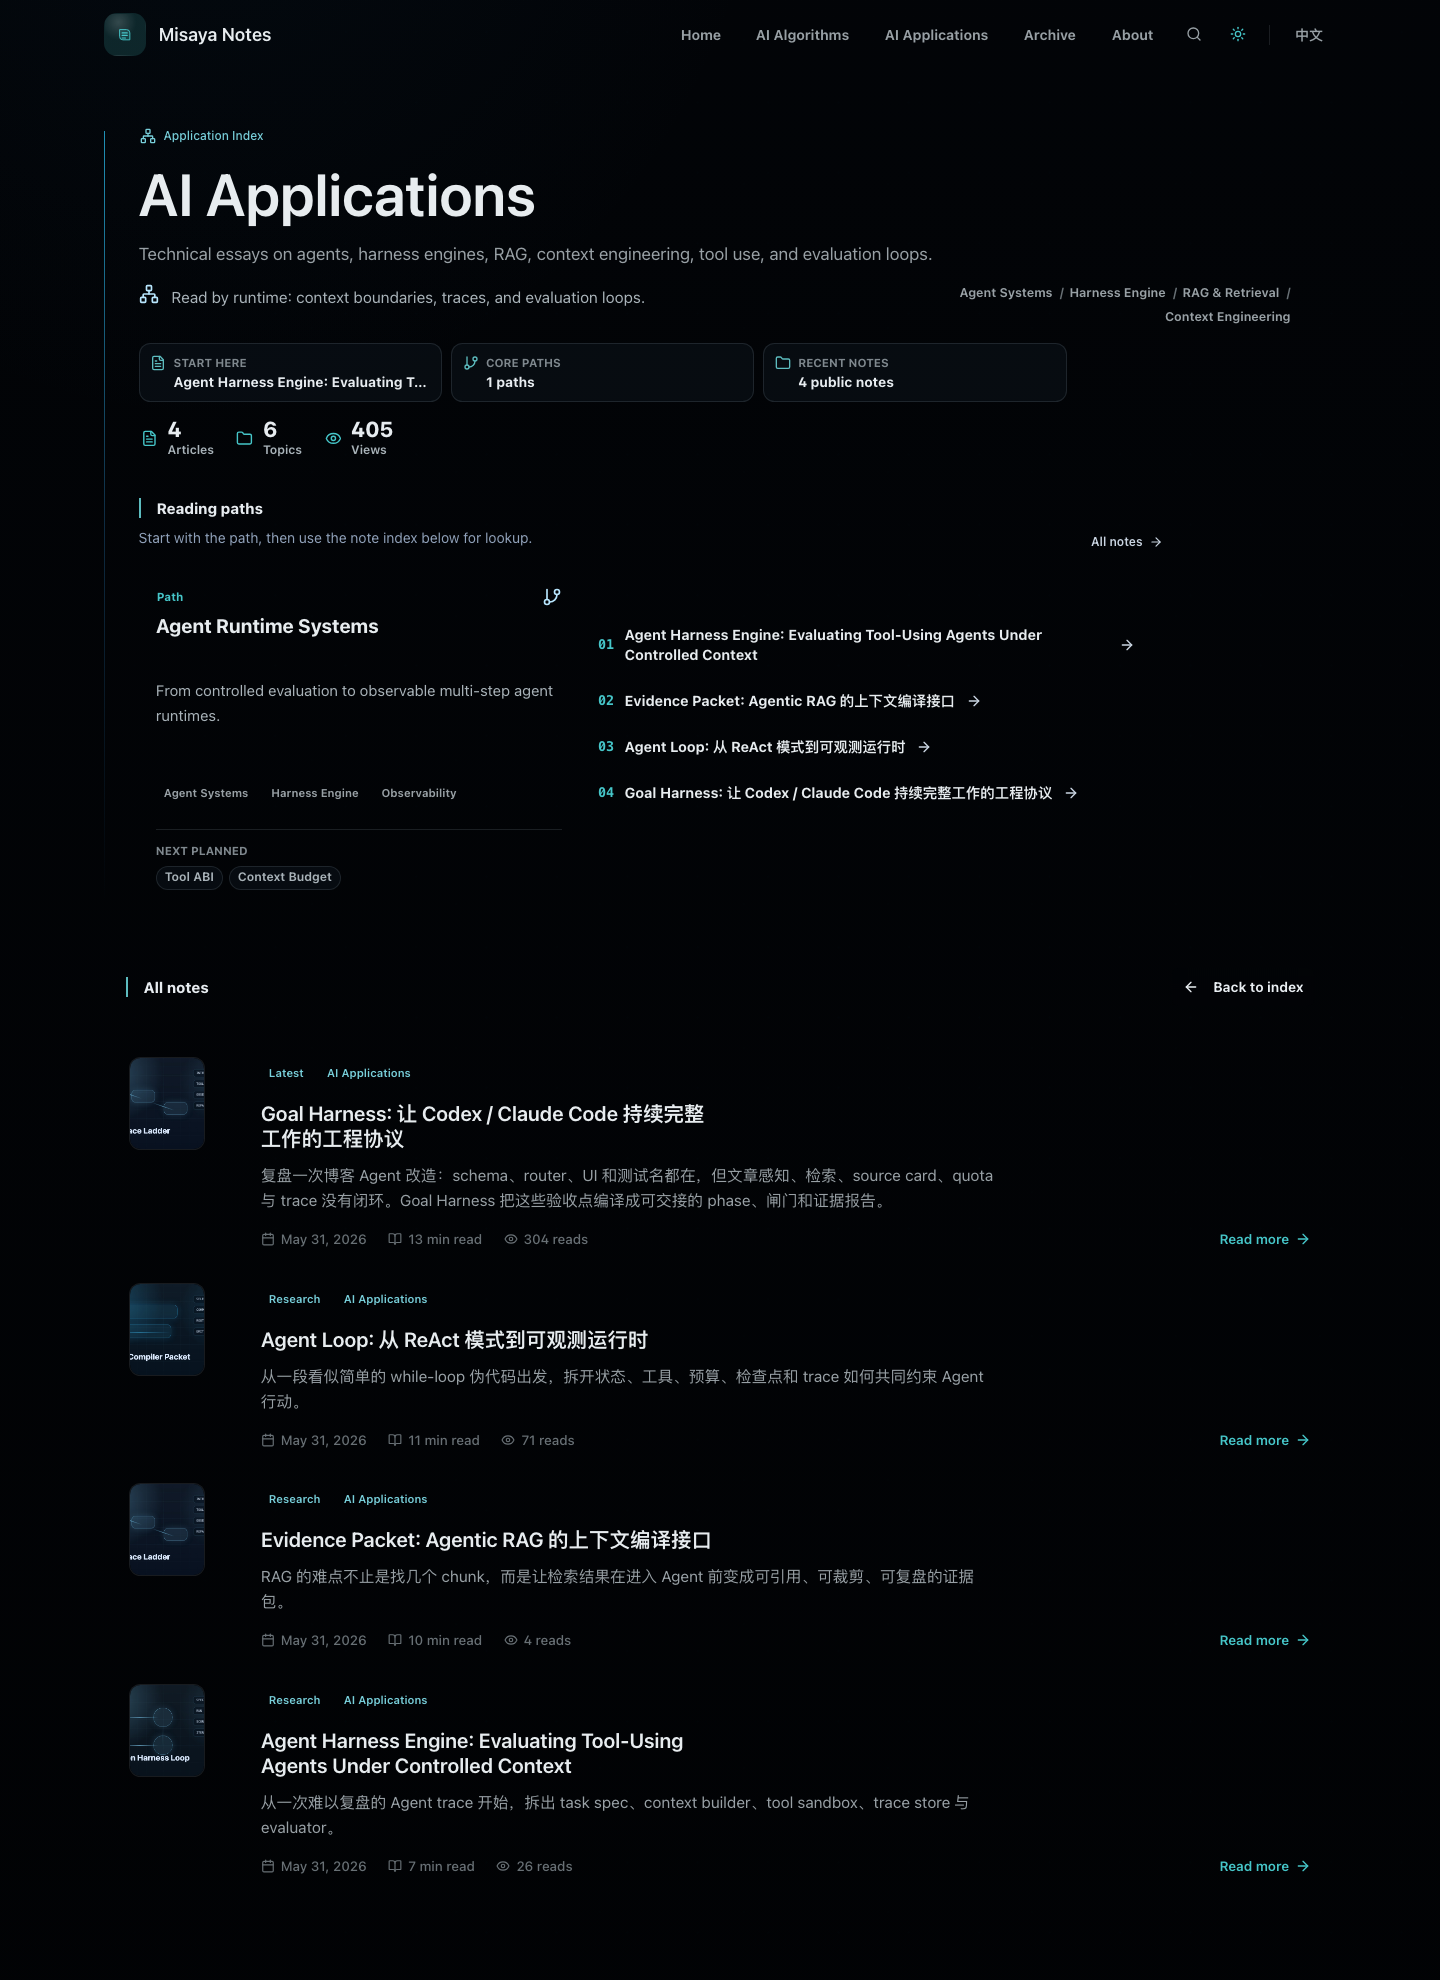 Misaya Notes
Home
AI Algorithms
AI Applications
Archive
About
中文
Application Index
AI Applications
Technical essays on agents, harness engines, RAG, context engineering, tool use, and evaluation loops.
Read by runtime: context boundaries, traces, and evaluation loops.
Agent Systems / Harness Engine / RAG & Retrieval /
Context Engineering
START HERE
Agent Harness Engine: Evaluating T...
CORE PATHS
1 paths
RECENT NOTES
4 public notes
4
Articles
6
Topics
405
Views
Reading paths
Start with the path, then use the note index below for lookup.
All notes
Path
Agent Runtime Systems
From controlled evaluation to observable multi-step agent
runtimes.
Agent Systems
Harness Engine
Observability
NEXT PLANNED
Tool ABI
Context Budget
01
Agent Harness Engine: Evaluating Tool-Using Agents Under
Controlled Context
02
Evidence Packet: Agentic RAG 的上下文编译接口
03
Agent Loop: 从 ReAct 模式到可观测运行时
04
Goal Harness: 让 Codex / Claude Code 持续完整工作的工程协议
All notes
Back to index
ace Ladder
Latest
AI Applications
Goal Harness: 让 Codex / Claude Code 持续完整
工作的工程协议
复盘一次博客 Agent 改造：schema、router、UI 和测试名都在，但文章感知、检索、source card、quota
与 trace 没有闭环。Goal Harness 把这些验收点编译成可交接的 phase、闸门和证据报告。
May 31, 2026
13 min read
304 reads
Read more
Compiler Packet
Research
AI Applications
Agent Loop: 从 ReAct 模式到可观测运行时
从一段看似简单的 while-loop 伪代码出发，拆开状态、工具、预算、检查点和 trace 如何共同约束 Agent
行动。
May 31, 2026
11 min read
71 reads
Read more
ace Ladder
Research
AI Applications
Evidence Packet: Agentic RAG 的上下文编译接口
RAG 的难点不止是找几个 chunk，而是让检索结果在进入 Agent 前变成可引用、可裁剪、可复盘的证据
包。
May 31, 2026
10 min read
4 reads
Read more
n Harness Loop
Research
AI Applications
Agent Harness Engine: Evaluating Tool-Using
Agents Under Controlled Context
从一次难以复盘的 Agent trace 开始，拆出 task spec、context builder、tool sandbox、trace store 与
evaluator。
May 31, 2026
7 min read
26 reads
Read more